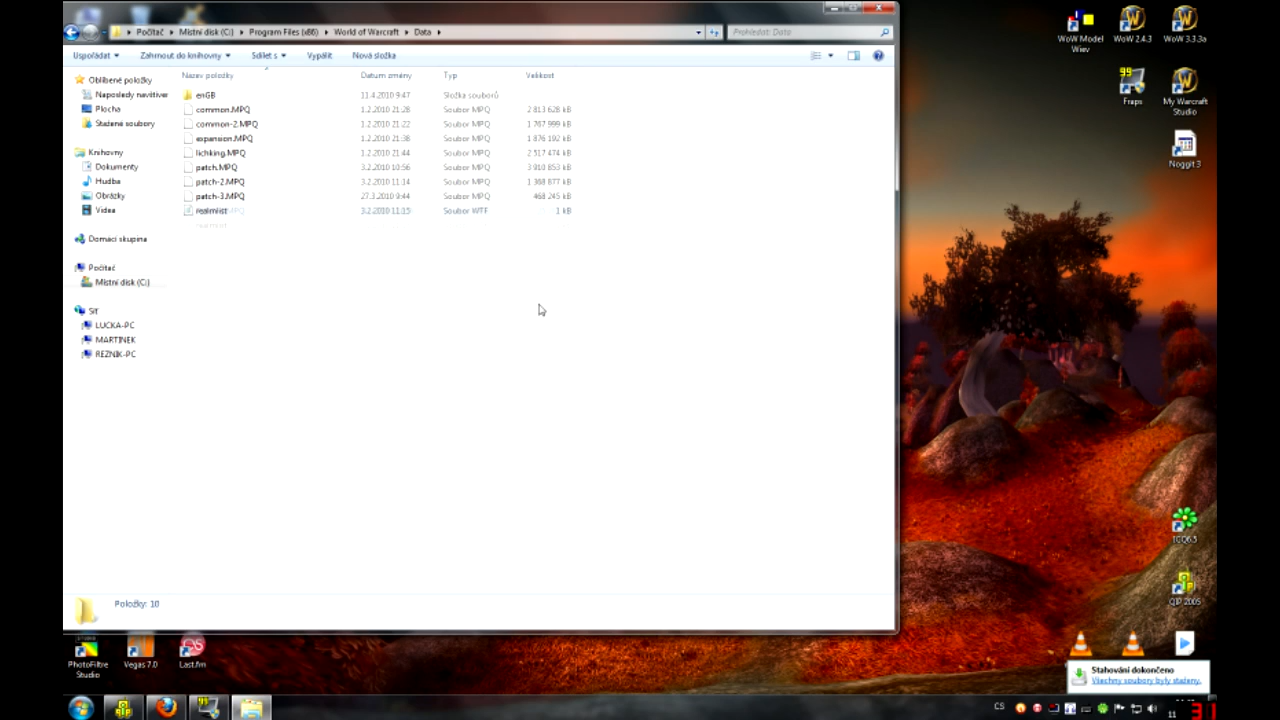 Počítač
Místní disk (C:)
Program Files (x86)
World of Warcraft
Data
Prohledat: Data
Uspořádat
Zahrnout do knihovny
Sdílet s
Vypálit
Nová složka
Název položky
Datum změny
Typ
Velikost
enGB
11.4.2010 9:47
Složka souborů
common.MPQ
1.2.2010 21:28
Soubor MPQ
2 813 628 kB
common-2.MPQ
1.2.2010 21:22
Soubor MPQ
1 767 999 kB
expansion.MPQ
1.2.2010 21:38
Soubor MPQ
1 876 192 kB
lichking.MPQ
1.2.2010 21:44
Soubor MPQ
2 517 474 kB
patch.MPQ
3.2.2010 10:56
Soubor MPQ
3 910 853 kB
patch-2.MPQ
3.2.2010 11:14
Soubor MPQ
1 368 877 kB
patch-3.MPQ
27.3.2010 9:44
Soubor MPQ
468 245 kB
3.2.2010 11:15
Soubor WTF
1 kB
Oblíbené položky
Naposledy navštíver
Plocha
Stažené soubory
Knihovny
Dokumenty
Hudba
Obrázky
Videa
Domácí skupina
Počítač
Místní disk (C:)
Síť
LUCKA-PC
MARTINEK
REZNIK-PC
Položky: 10
WoW Model
Wiev
WoW 2.4.3
WoW 3.3.3a
99
Fraps
My Warcraft
Studio
Noggit 3
ICQ6.5
QIP 2005
PhotoFiltre
Studio
Vegas 7.0
Last.fm
Stahování dokončeno
Všechny soubory byly staženy.
CS
11
31